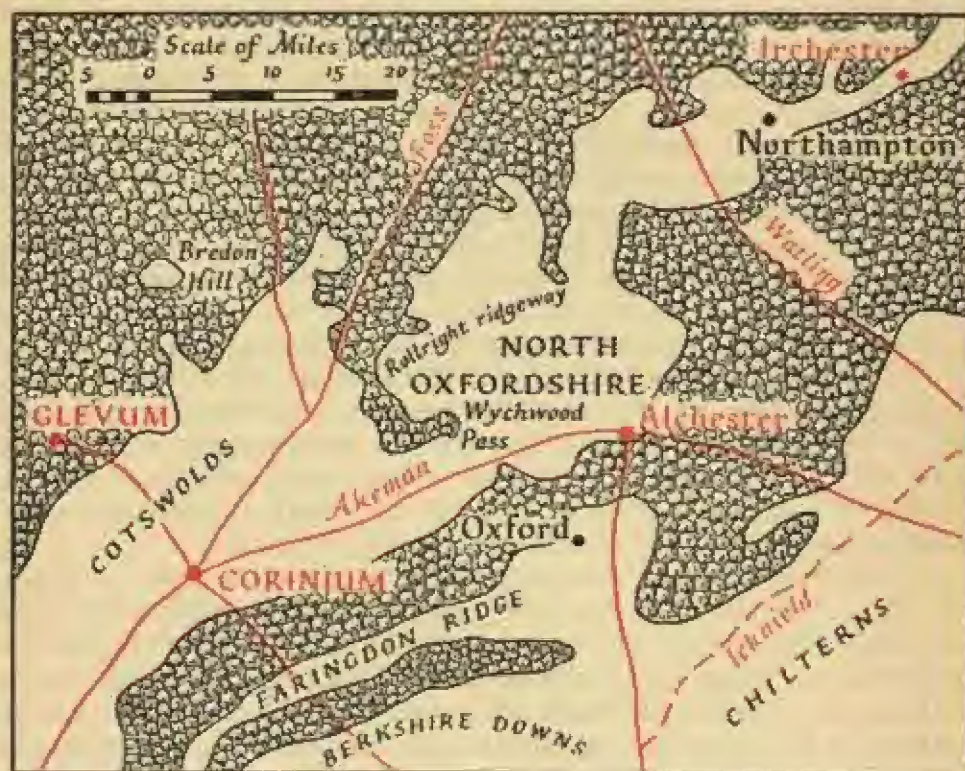 Scale of Miles
5 0 5 10 15 20
Irchester
Foss
Northampton
Watling
Bredon
Hill
Rollright ridgeway
NORTH
OXFORDSHIRE
Wychwood
Pass
GLEVUM
Alchester
COTSWOLDS
Akeman
Oxford
CORINIUM
FARINGDON RIDGE
Icknield
CHILTERNS
BERKSHIRE DOWNS